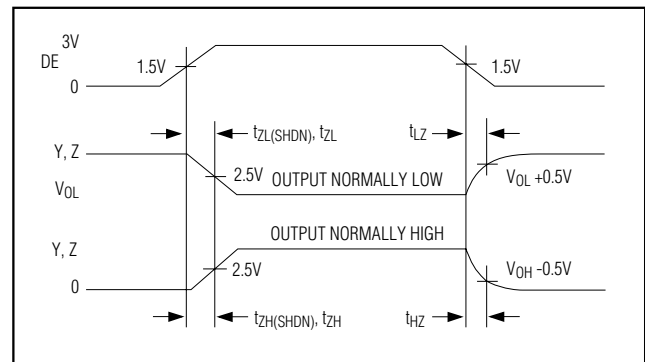 3V
DE
1.5V
1.5V
0
tZL(SHDN), tZL
tLZ
Y, Z
2.5V
OUTPUT NORMALLY LOW
VOL +0.5V
VOL
OUTPUT NORMALLY HIGH
Y, Z
2.5V
VOH -0.5V
0
tZH(SHDN), tZH
tHZ